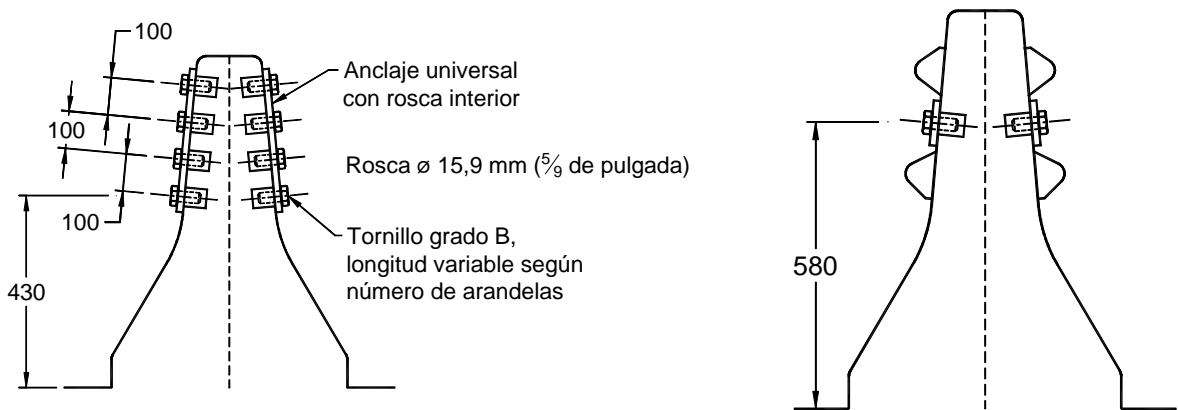 100
Anclaje universal
con rosca interior
100
Rosca ø 15,9 mm (5/9 de pulgada)
100
Tornillo grado B,
longitud variable según
número de arandelas
430
580